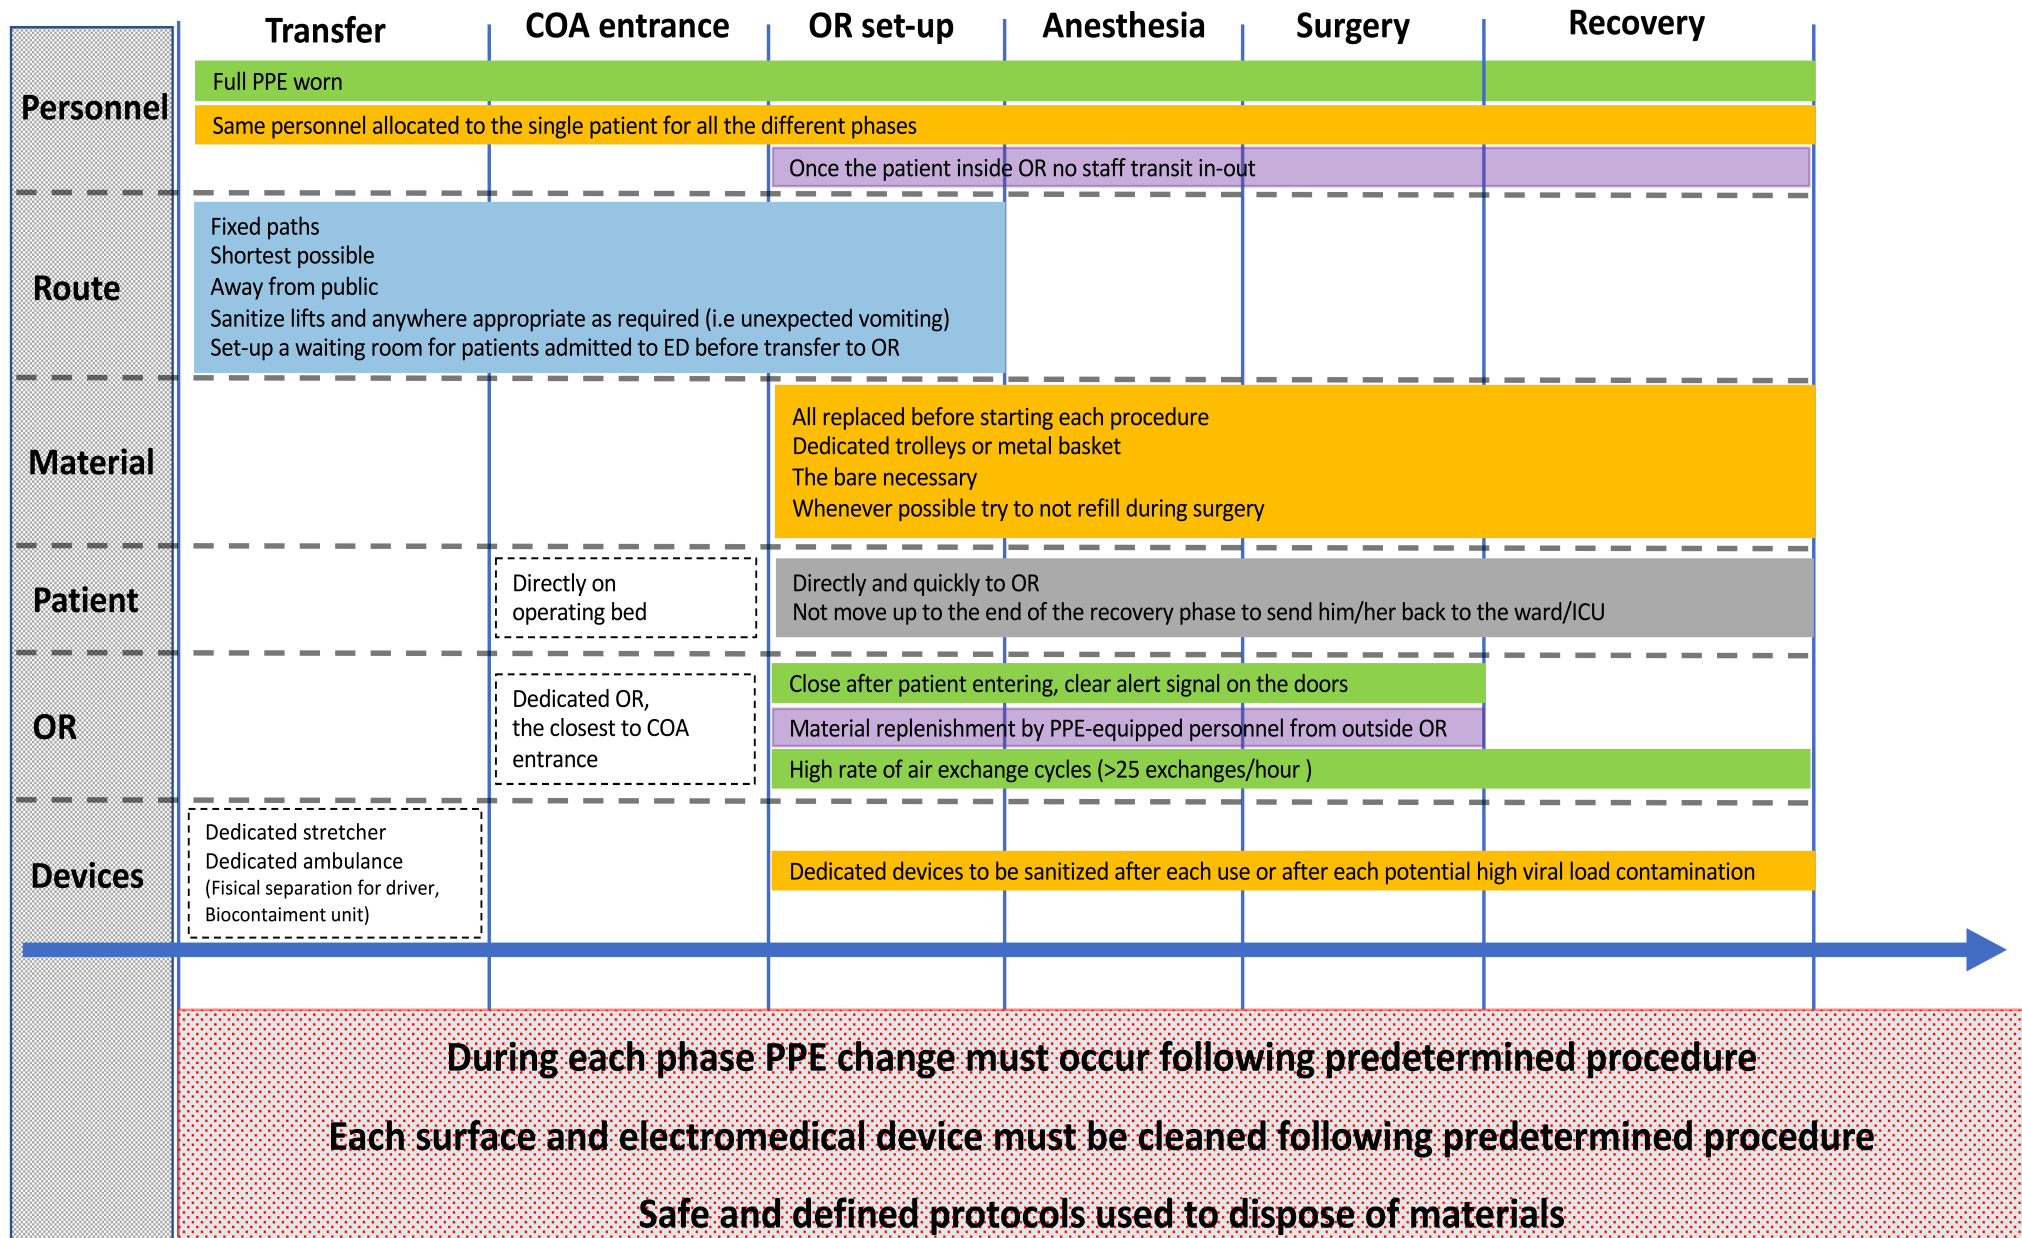 Transfer
COA entrance
OR set-up
Anesthesia
Surgery
Recovery
Personnel
Full PPE worn
Same personnel allocated to the single patient for all the different phases
Once the patient inside OR no staff transit in-out
Route
Fixed paths
Shortest possible
Away from public
Sanitize lifts and anywhere appropriate as required (i.e unexpected vomiting)
Set-up a waiting room for patients admitted to ED before transfer to OR
Material
All replaced before starting each procedure
Dedicated trolleys or metal basket
The bare necessary
Whenever possible try to not refill during surgery
Patient
Directly on
operating bed
Directly and quickly to OR
Not move up to the end of the recovery phase to send him/her back to the ward/ICU
OR
Dedicated OR,
the closest to COA
entrance
Close after patient entering, clear alert signal on the doors
Material replenishment by PPE-equipped personnel from outside OR
High rate of air exchange cycles (>25 exchanges/hour )
Devices
Dedicated stretcher
Dedicated ambulance
(Fisical separation for driver,
Biocontaiment unit)
Dedicated devices to be sanitized after each use or after each potential high viral load contamination
During each phase PPE change must occur following predetermined procedure
Each surface and electromedical device must be cleaned following predetermined procedure
Safe and defined protocols used to dispose of materials